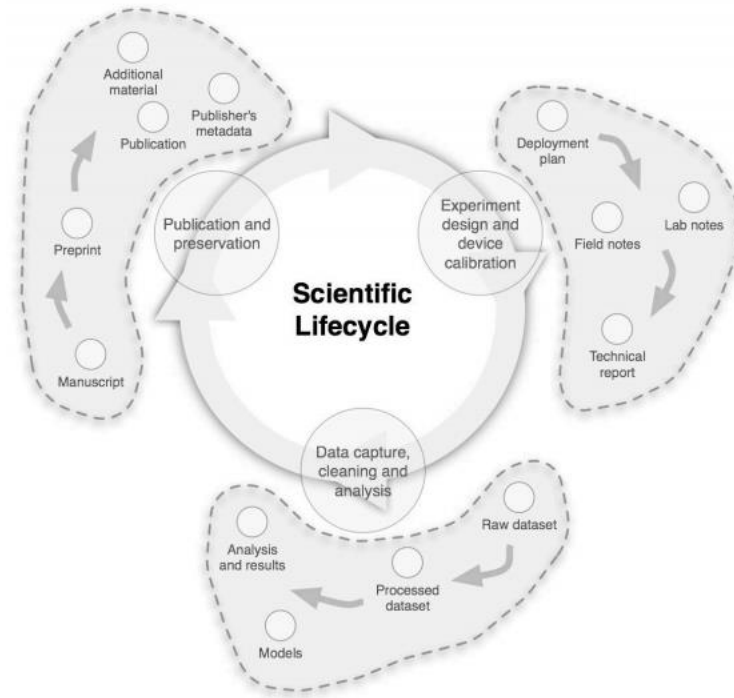 Additional
material
Publisher's
metadata
Publication
Preprint
Manuscript
Publication and
preservation
Scientific
Lifecycle
Experiment
design and
device
calibration
Deployment
plan
Lab notes
Field notes
Technical
report
Data capture,
cleaning and
analysis
Raw dataset
Processed
dataset
Analysis
and results
Models